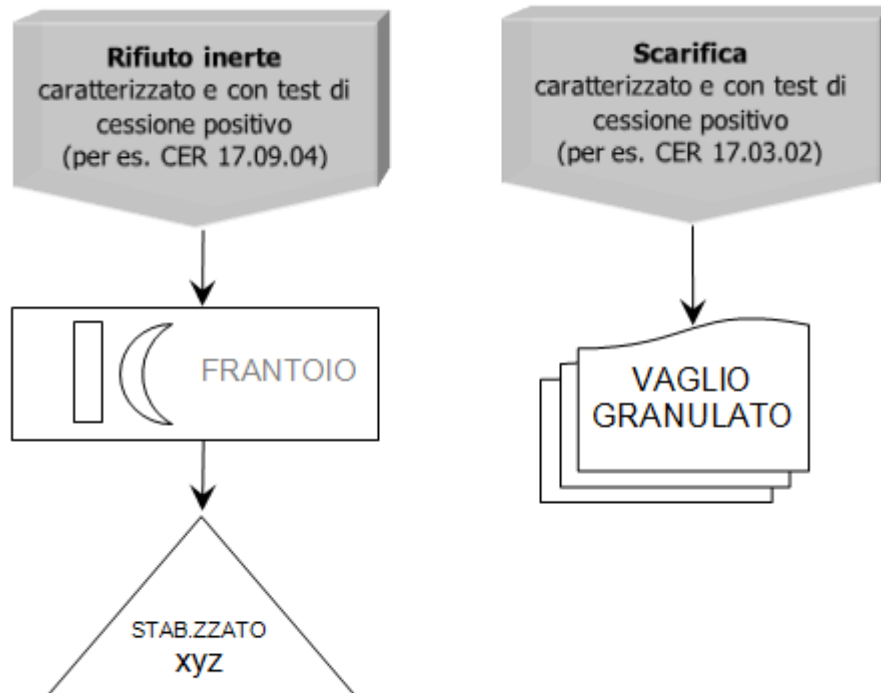 Rifiuto inerte
caratterizzato e con test di
cessione positivo
(per es. CER 17.09.04)
Scarifica
caratterizzato e con test di
cessione positivo
(per es. CER 17.03.02)
FRANTOIO
VAGLIO
GRANULATO
STAB.ZZATO
xyz